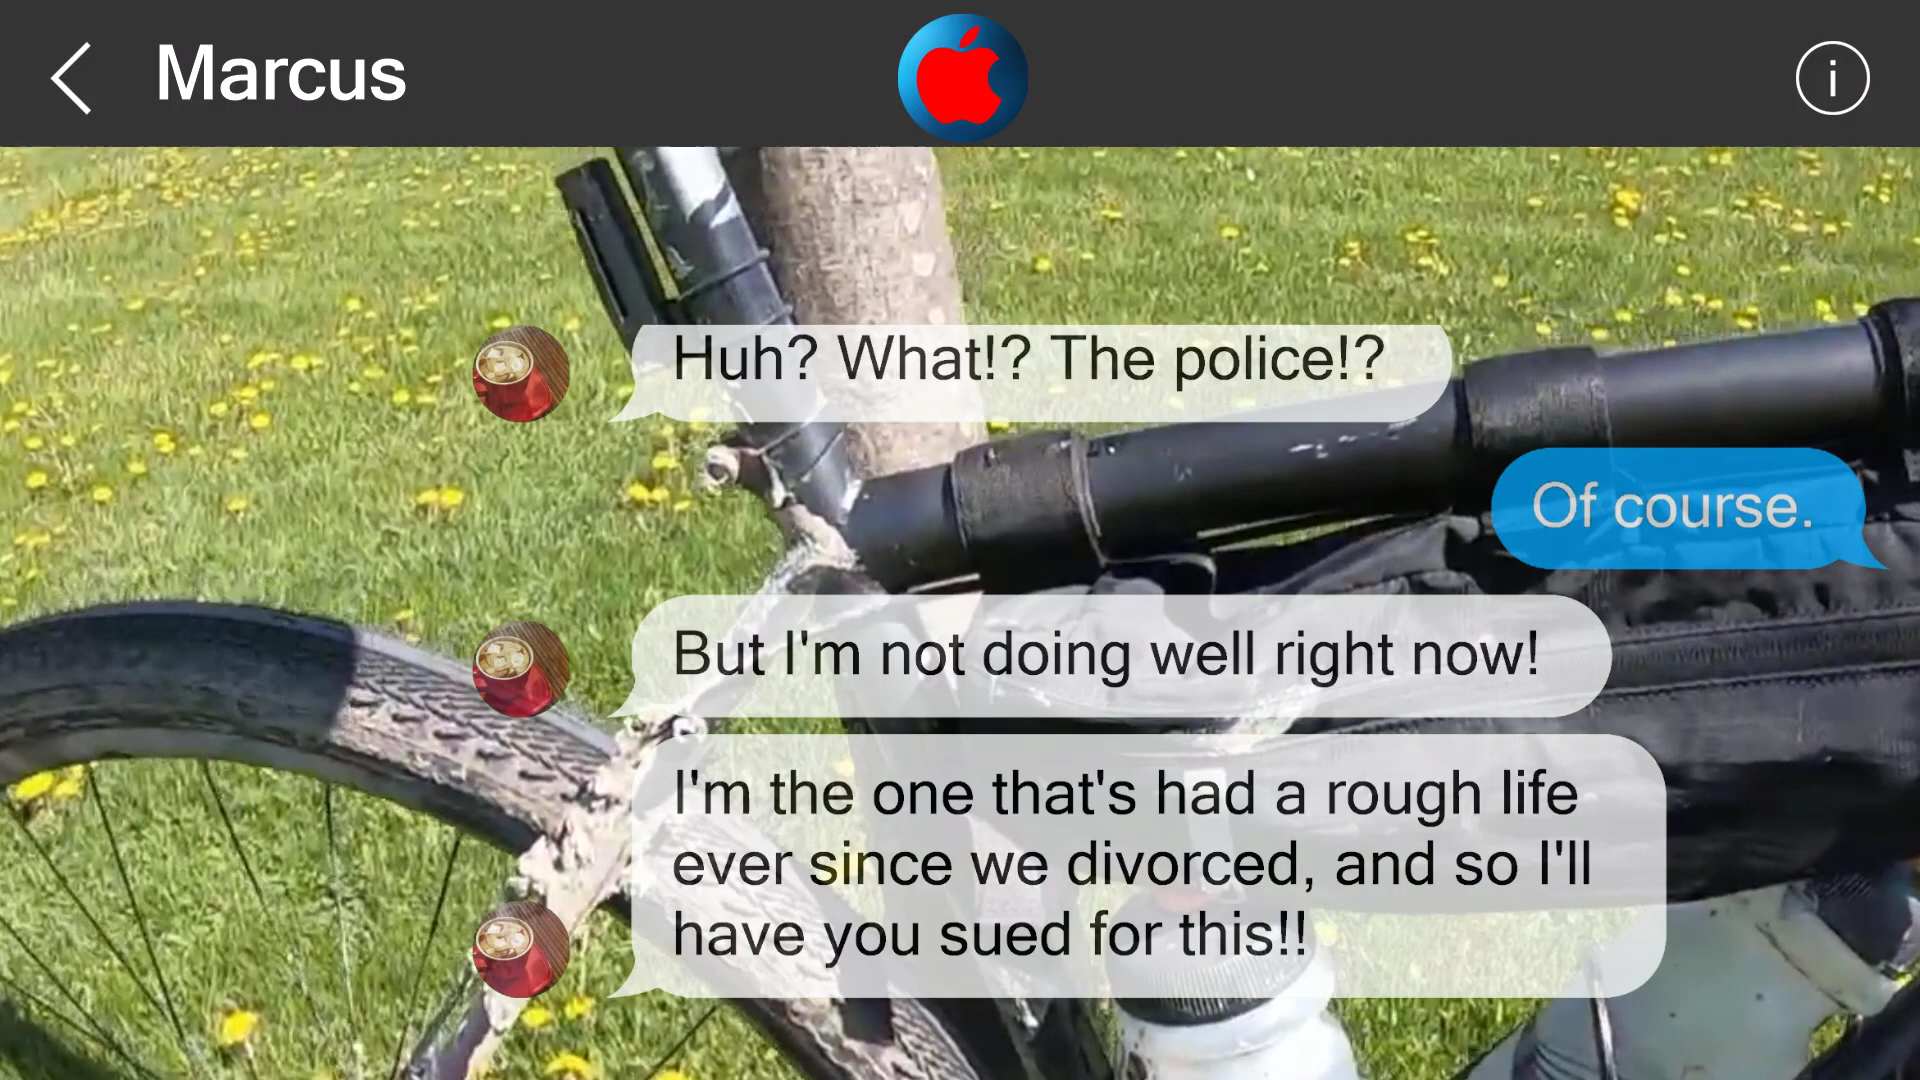 Marcus
Huh? What!? The police!?
Of course.
But I'm not doing well right now!
I'm the one that's had a rough life
ever since we divorced, and so I'll
have you sued for this!!